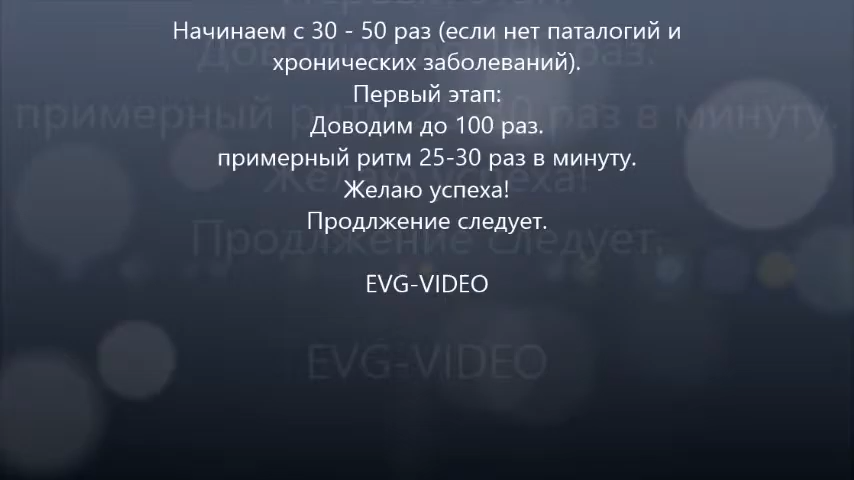 Начинаем с 30 - 50 раз (если нет паталогий и
хронических заболеваний).
Первый этап:
Доводим до 100 раз.
примерный ритм 25-30 раз в минуту.
Желаю успеха!
Продлжение следует.
EVG-VIDEO